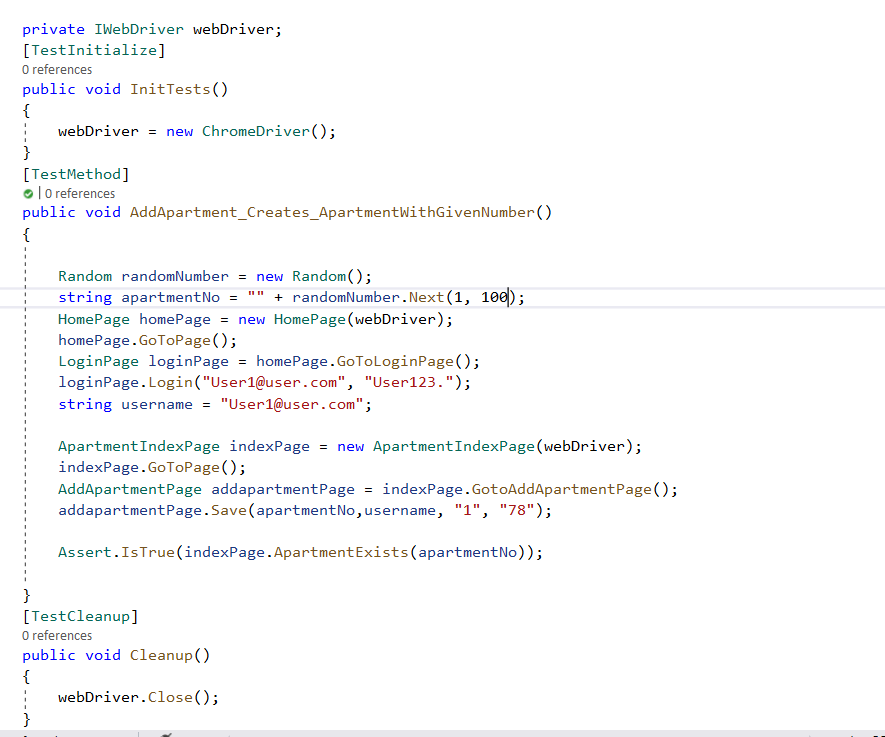 private IWebDriver webDriver;
[TestInitialize]
0 references
public void InitTests()
{
webDriver = new ChromeDriver();
}
[TestMethod]
| 0 references
public void AddApartment_Creates_ApartmentWithGivenNumber()
{
Random randomNumber = new Random();
string apartmentNo = "" + randomNumber.Next(1, 100);
HomePage homePage = new HomePage(webDriver);
homePage.GoToPage();
LoginPage loginPage = homePage.GoToLoginPage();
loginPage.Login("User1@user.com", "User123.");
string username = "User1@user.com";
ApartmentIndexPage indexPage = new ApartmentIndexPage(webDriver);
indexPage.GoToPage();
AddApartmentPage addapartmentPage = indexPage.GotoAddApartmentPage();
addapartmentPage.Save(apartmentNo,username, "1", "78");
Assert.IsTrue(indexPage.ApartmentExists(apartmentNo));
}
[TestCleanup]
0 references
public void Cleanup()
{
webDriver.Close();
}